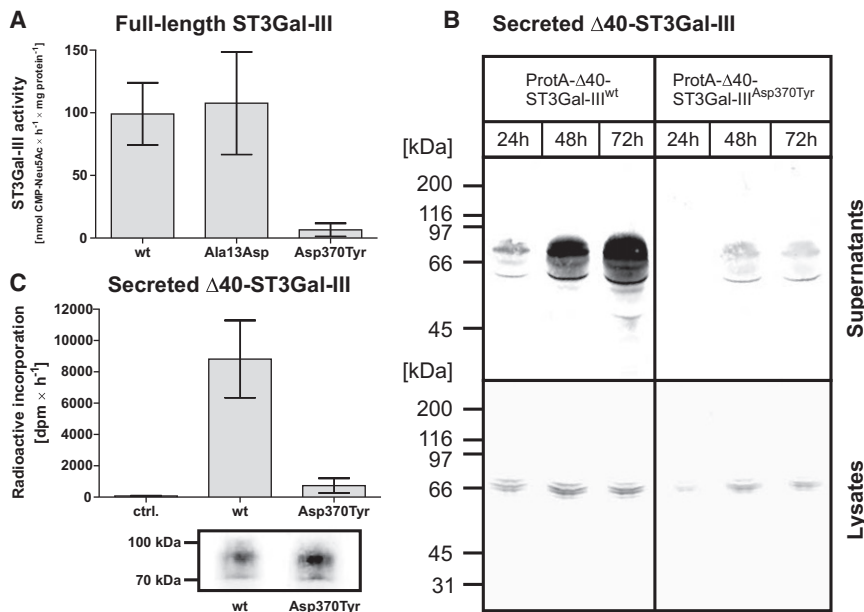 A
Full-length ST3Gal-III
ST3Gal-III activity
[nmol CMP-Neu5Ac × h⁻¹ × mg protein⁻¹]
150
100
50
0
wt
Ala13Asp
Asp370Tyr
B
Secreted Δ40-ST3Gal-III
ProtA-Δ40-
ST3Gal-IIIwt
ProtA-Δ40-
ST3Gal-IIIAsp370Tyr
[kDa]
24h
48h
72h
24h
48h
72h
200
116
97
66
45
Supernatants
[kDa]
200
116
97
66
45
31
Lysates
C
Secreted Δ40-ST3Gal-III
Radioactive incorporation
[dpm × h⁻¹]
12000
10000
8000
6000
4000
2000
0
ctrl.
wt
Asp370Tyr
100 kDa
70 kDa
wt
Asp370Tyr